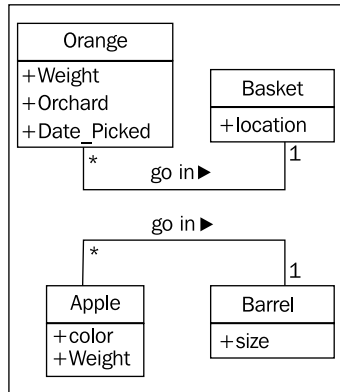 Orange
+Weight
+Orchard
+Date_Picked
Basket
+location
* 1
go in▶
go in▶
* 1
Apple
+color
+Weight
Barrel
+size